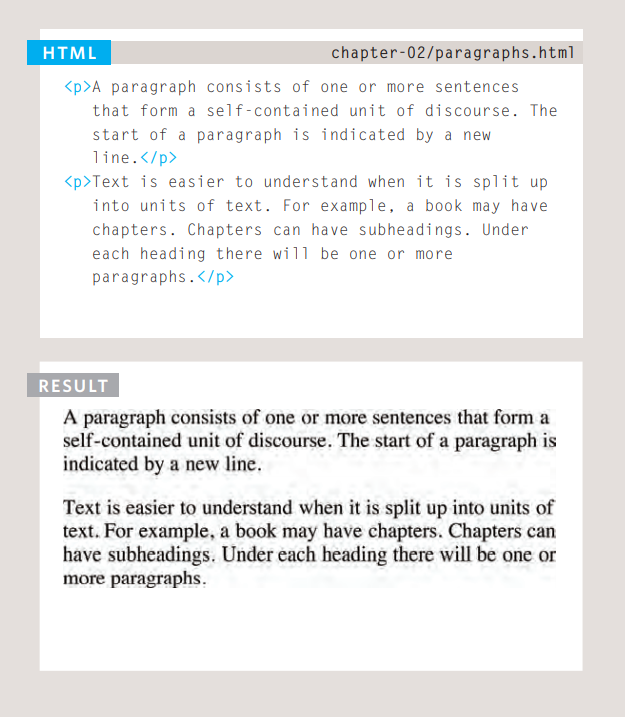 HTML
chapter-02/paragraphs.html
<p>A paragraph consists of one or more sentences
that form a self-contained unit of discourse. The
start of a paragraph is indicated by a new
line.</p>
<p>Text is easier to understand when it is split up
into units of text. For example, a book may have
chapters. Chapters can have subheadings. Under
each heading there will be one or more
paragraphs.</p>
RESULT
A paragraph consists of one or more sentences that form a
self-contained unit of discourse. The start of a paragraph is
indicated by a new line.
Text is easier to understand when it is split up into units of
text. For example, a book may have chapters. Chapters can
have subheadings. Under each heading there will be one or
more paragraphs.